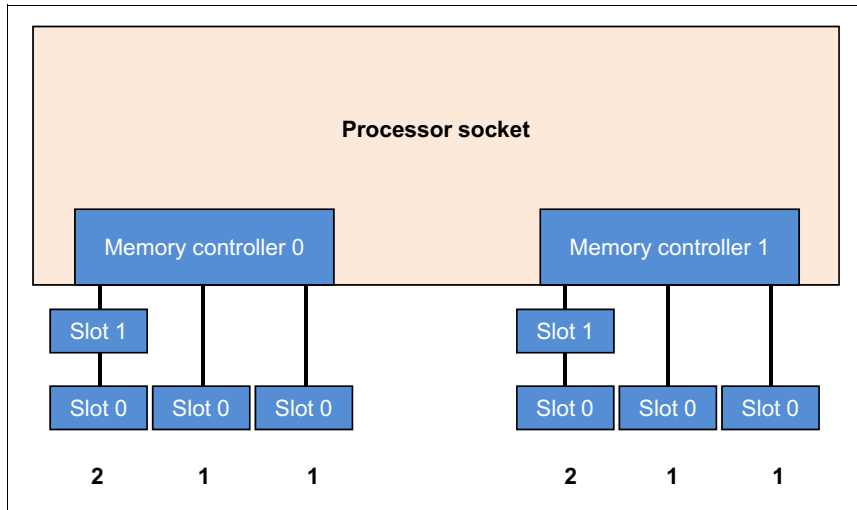 Processor socket
Memory controller 0
Memory controller 1
Slot 1
Slot 1
Slot 0
Slot 0
Slot 0
Slot 0
Slot 0
Slot 0
2
1
1
2
1
1